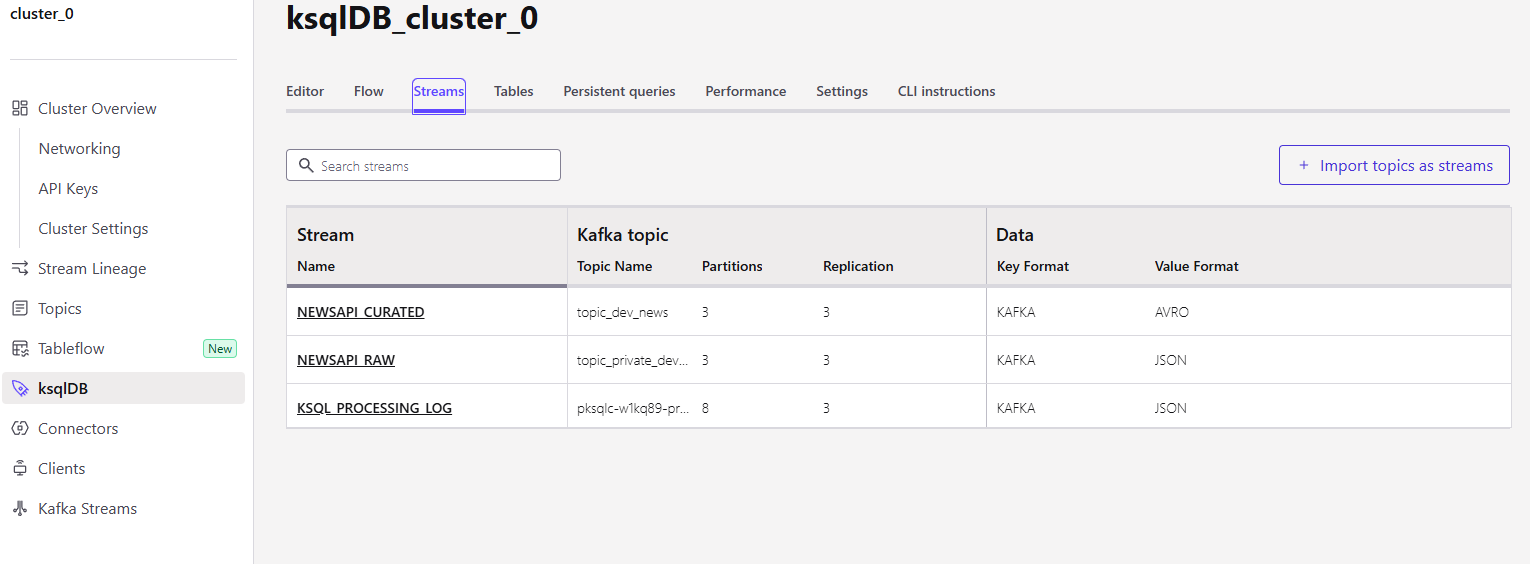 cluster_0
Cluster Overview
Networking
API Keys
Cluster Settings
Stream Lineage
Topics
Tableflow New
ksqlDB
Connectors
Clients
Kafka Streams
ksqlDB_cluster_0
Editor Flow Streams Tables Persistent queries Performance Settings CLI instructions
Search streams
+ Import topics as streams
Stream Kafka topic Data
Name Topic Name Partitions Replication Key Format Value Format
NEWSAPI_CURATED topic_dev_news 3 3 KAFKA AVRO
NEWSAPI_RAW topic_private_dev... 3 3 KAFKA JSON
KSQL_PROCESSING_LOG pksqlc-w1kq89-pr... 8 3 KAFKA JSON